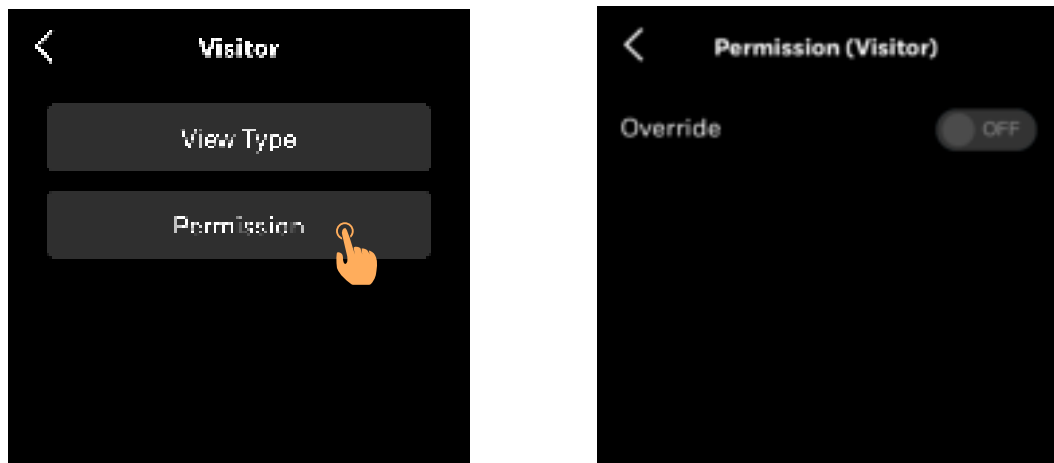 Visitor
View Type
Permission
Permission (Visitor)
Override
OFF